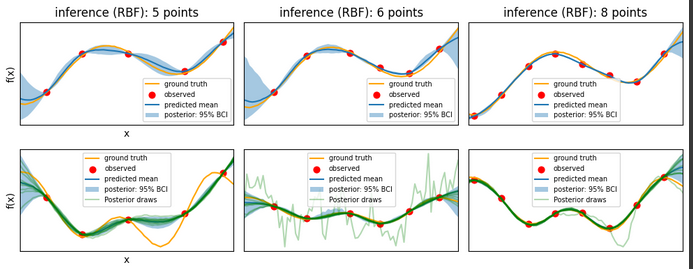 inference (RBF): 5 points
inference (RBF): 6 points
inference (RBF): 8 points
f(x)
ground truth
observed
predicted mean
posterior: 95% BCI
x
ground truth
observed
predicted mean
posterior: 95% BCI
ground truth
observed
predicted mean
posterior: 95% BCI
f(x)
ground truth
observed
predicted mean
posterior: 95% BCI
Posterior draws
x
ground truth
observed
predicted mean
posterior: 95% BCI
Posterior draws
ground truth
observed
predicted mean
posterior: 95% BCI
Posterior draws